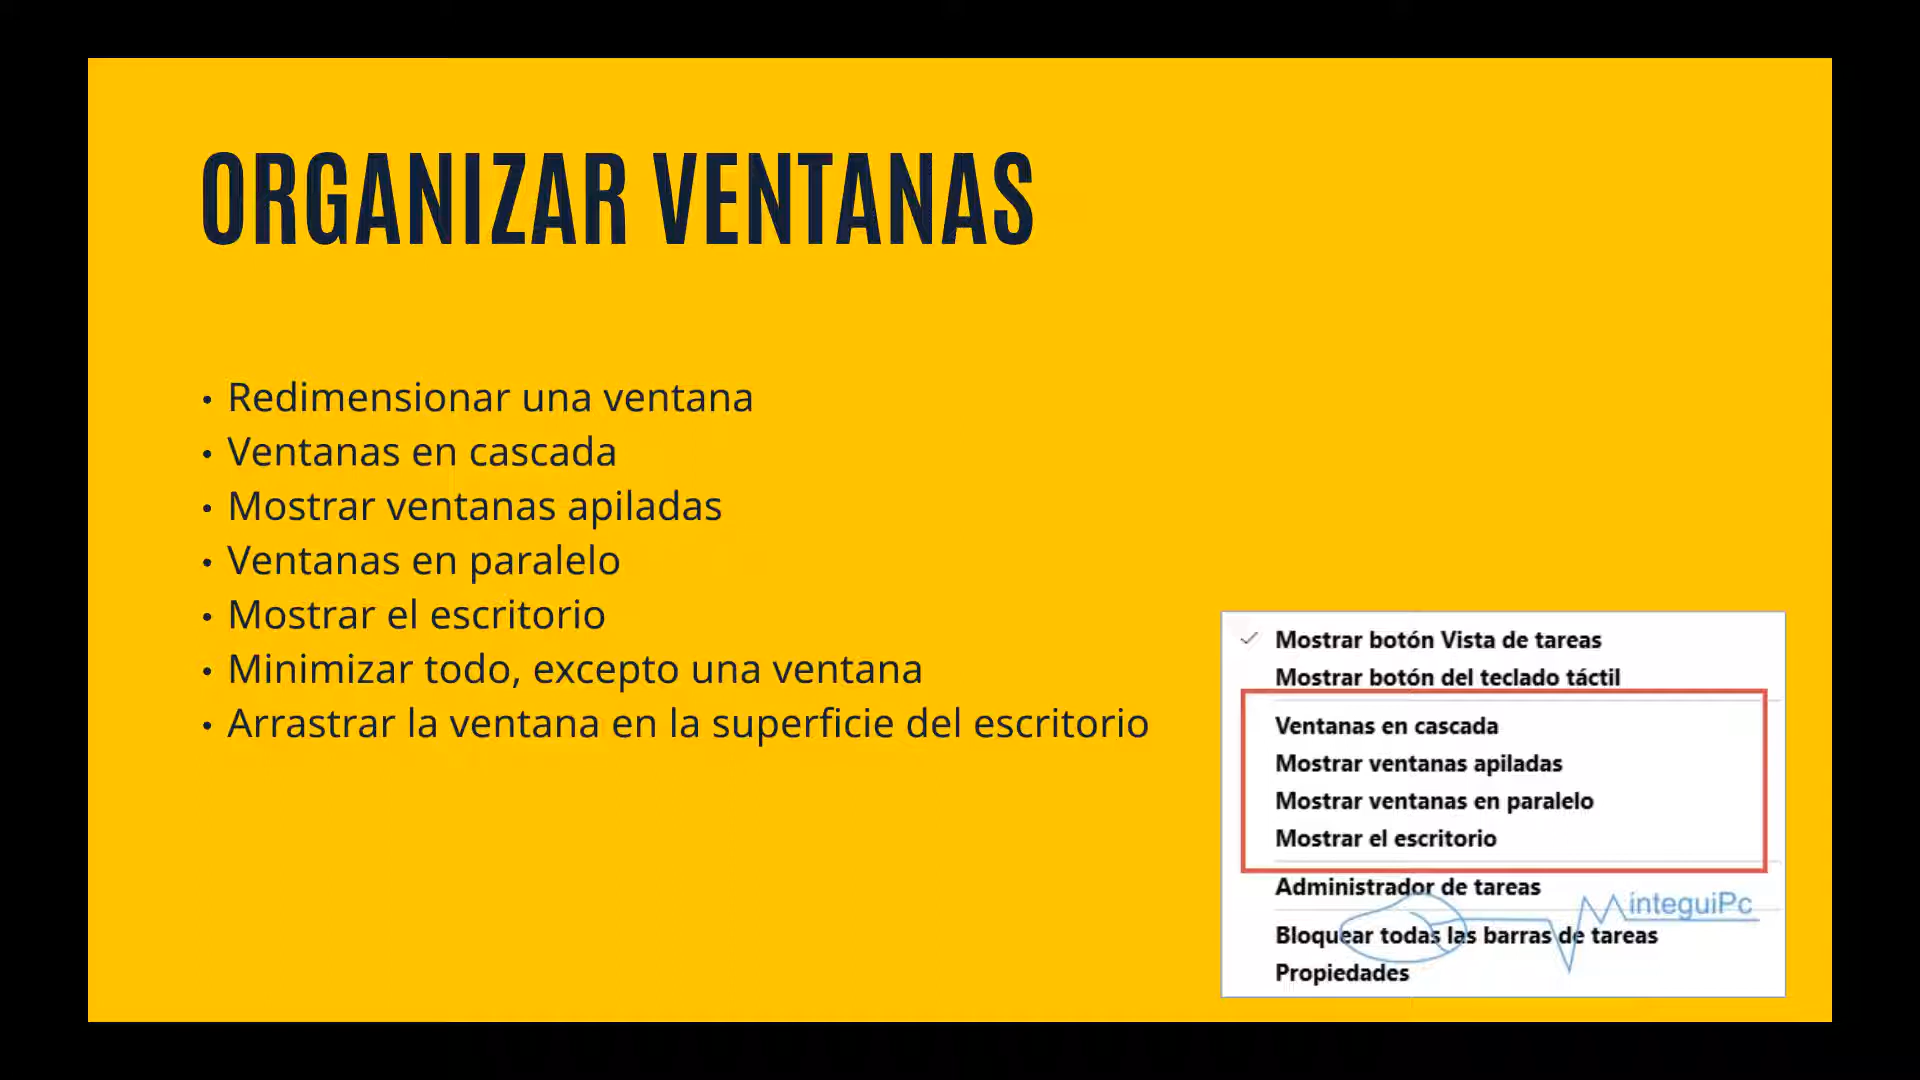 ORGANIZAR VENTANAS
• Redimensionar una ventana
• Ventanas en cascada
• Mostrar ventanas apiladas
• Ventanas en paralelo
• Mostrar el escritorio
• Minimizar todo, excepto una ventana
• Arrastrar la ventana en la superficie del escritorio
✓ Mostrar botón Vista de tareas
Mostrar botón del teclado táctil
Ventanas en cascada
Mostrar ventanas apiladas
Mostrar ventanas en paralelo
Mostrar el escritorio
Administrador de tareas
MinteguiPc
Bloquear todas las barras de tareas
Propiedades